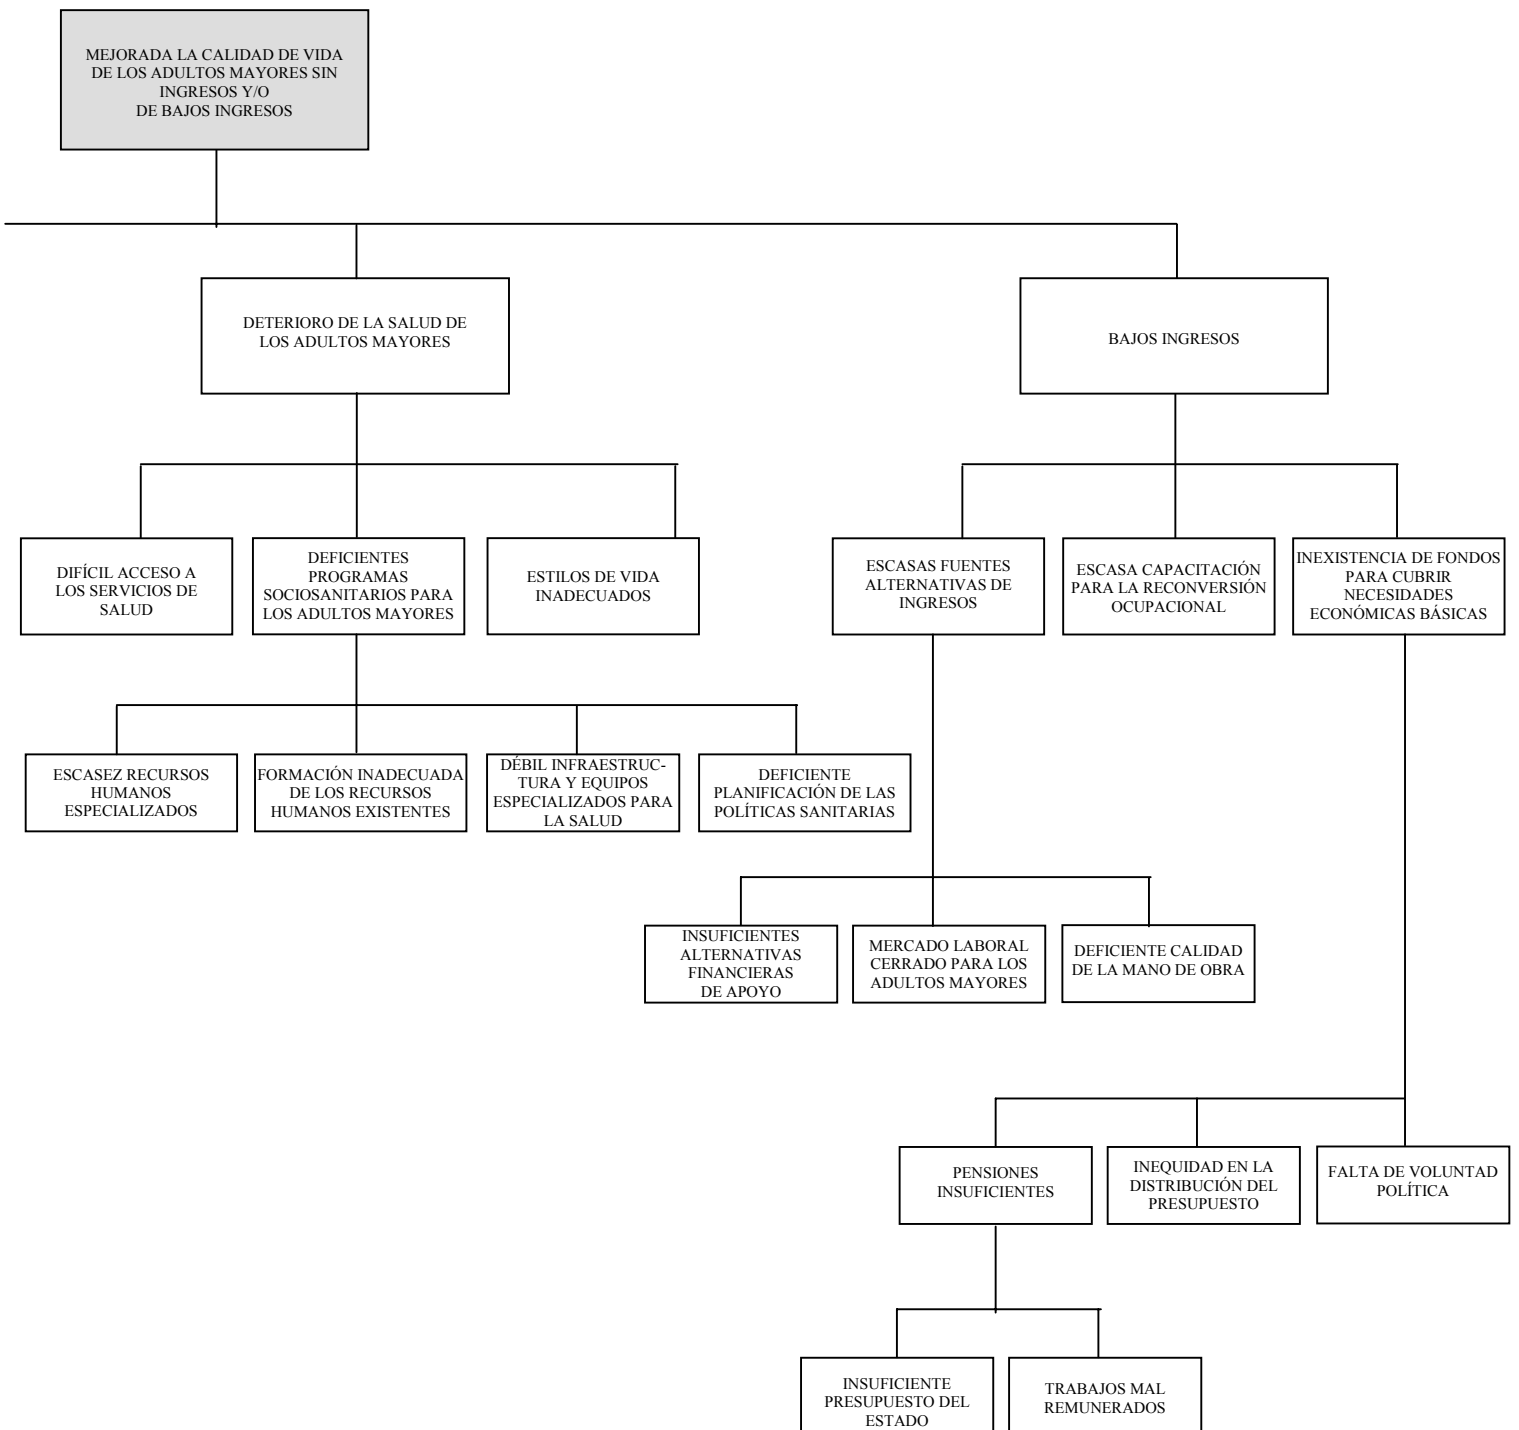 MEJORADA LA CALIDAD DE VIDA
DE LOS ADULTOS MAYORES SIN
INGRESOS Y/O
DE BAJOS INGRESOS
DETERIORO DE LA SALUD DE
LOS ADULTOS MAYORES
BAJOS INGRESOS
DIFÍCIL ACCESO A
LOS SERVICIOS DE
SALUD
DEFICIENTES
PROGRAMAS
SOCIOSANITARIOS PARA
LOS ADULTOS MAYORES
ESTILOS DE VIDA
INADECUADOS
ESCASAS FUENTES
ALTERNATIVAS DE
INGRESOS
ESCASA CAPACITACIÓN
PARA LA RECONVERSIÓN
OCUPACIONAL
INEXISTENCIA DE FONDOS
PARA CUBRIR
NECESIDADES
ECONÓMICAS BÁSICAS
ESCASEZ RECURSOS
HUMANOS
ESPECIALIZADOS
FORMACIÓN INADECUADA
DE LOS RECURSOS
HUMANOS EXISTENTES
DÉBIL INFRAESTRUC-
TURA Y EQUIPOS
ESPECIALIZADOS PARA
LA SALUD
DEFICIENTE
PLANIFICACIÓN DE LAS
POLÍTICAS SANITARIAS
INSUFICIENTES
ALTERNATIVAS
FINANCIERAS
DE APOYO
MERCADO LABORAL
CERRADO PARA LOS
ADULTOS MAYORES
DEFICIENTE CALIDAD
DE LA MANO DE OBRA
PENSIONES
INSUFICIENTES
INEQUIDAD EN LA
DISTRIBUCIÓN DEL
PRESUPUESTO
FALTA DE VOLUNTAD
POLÍTICA
INSUFICIENTE
PRESUPUESTO DEL
ESTADO
TRABAJOS MAL
REMUNERADOS